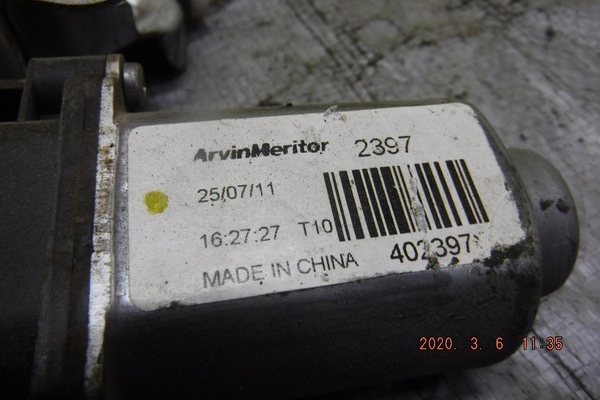 ArvinMeritor 2397
25/07/11
16:27:27 T10
402397
MADE IN CHINA
2020. 3. 6 11:35